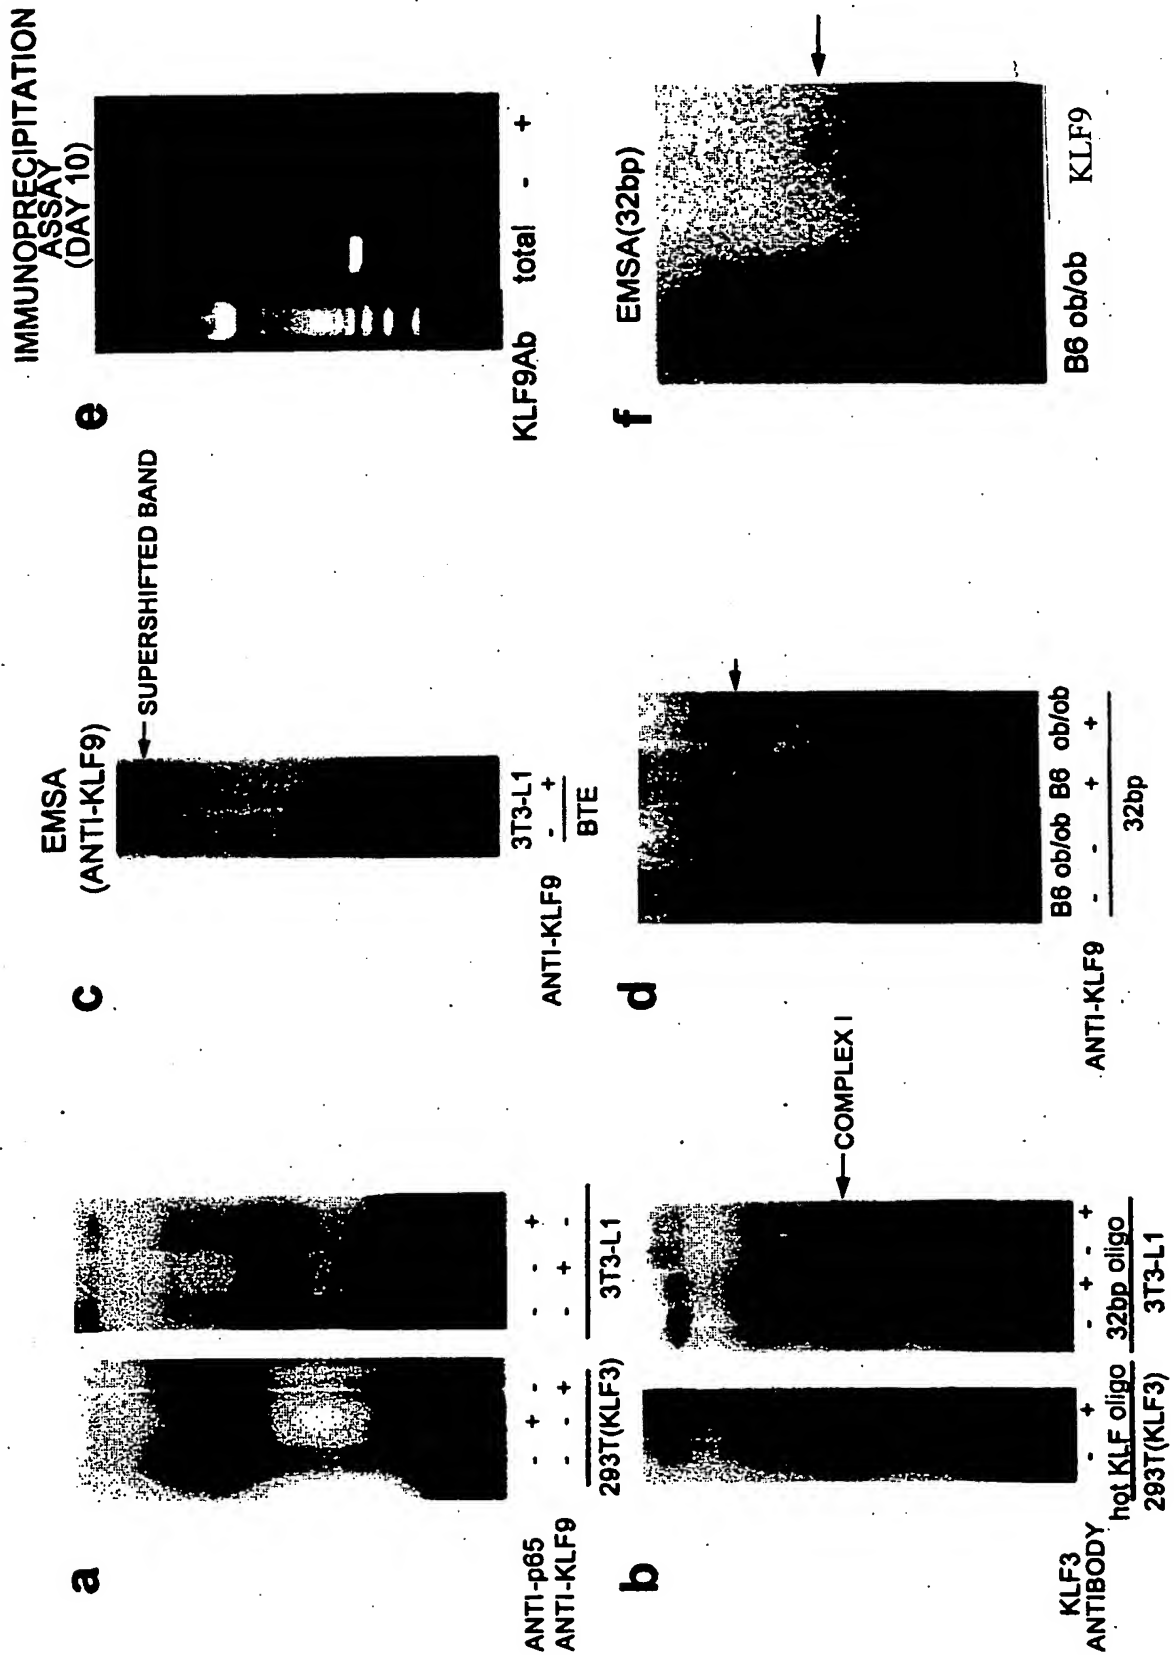 a
ANTI-p65 - + - - - +
ANTI-KLF9 - - + - + -
293T(KLF3) 3T3-L1
b
KLF3
ANTIBODY - + - + - +
hot KLF oligo 32bp oligo
293T(KLF3) 3T3-L1
COMPLEX I
c
EMSA
(ANTI-KLF9)
SUPERSHIFTED BAND
3T3-L1
ANTI-KLF9 - +
BTE
d
B6 ob/ob B6 ob/ob
ANTI-KLF9 - - + +
32bp
e
IMMUNOPRECIPITATION
ASSAY
(DAY 10)
KLF9Ab total - +
f
EMSA(32bp)
B6 ob/ob KLF9